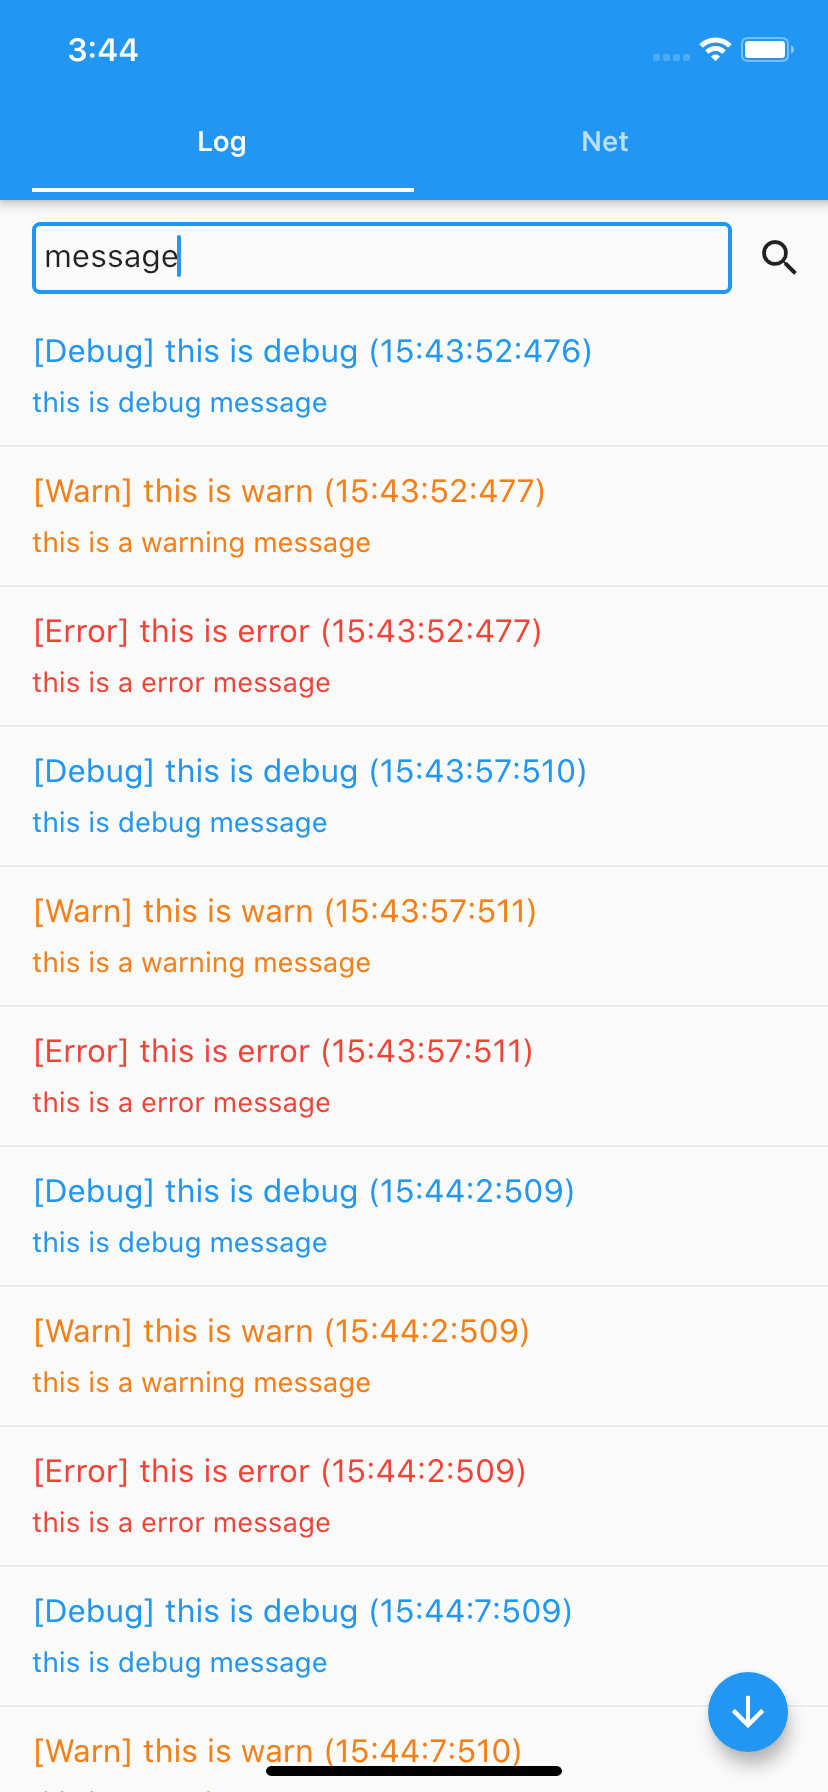 3:44
Log
Net
message
[Debug] this is debug (15:43:52:476)
this is debug message
[Warn] this is warn (15:43:52:477)
this is a warning message
[Error] this is error (15:43:52:477)
this is a error message
[Debug] this is debug (15:43:57:510)
this is debug message
[Warn] this is warn (15:43:57:511)
this is a warning message
[Error] this is error (15:43:57:511)
this is a error message
[Debug] this is debug (15:44:2:509)
this is debug message
[Warn] this is warn (15:44:2:509)
this is a warning message
[Error] this is error (15:44:2:509)
this is a error message
[Debug] this is debug (15:44:7:509)
this is debug message
[Warn] this is warn (15:44:7:510)